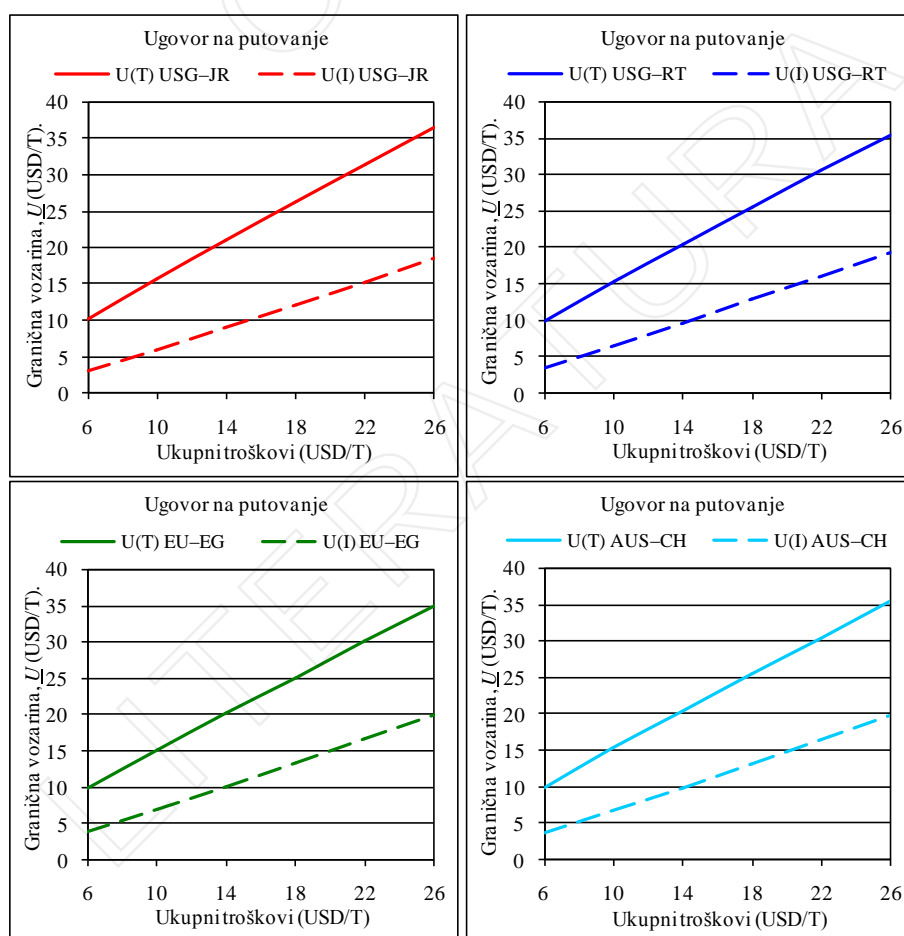 Ugovor na putovanje
U(T) USG–JR U(I) USG–JR
Granična vozarina, U (USD/T).
40
35
30
25
20
15
10
5
0
6 10 14 18 22 26
Ukupni troškovi (USD/T)
Ugovor na putovanje
U(T) USG–RT U(I) USG–RT
Granična vozarina, U (USD/T).
40
35
30
25
20
15
10
5
0
6 10 14 18 22 26
Ukupni troškovi (USD/T)
Ugovor na putovanje
U(T) EU–EG U(I) EU–EG
Granična vozarina, U (USD/T).
40
35
30
25
20
15
10
5
0
6 10 14 18 22 26
Ukupni troškovi (USD/T)
Ugovor na putovanje
U(T) AUS–CH U(I) AUS–CH
Granična vozarina, U (USD/T).
40
35
30
25
20
15
10
5
0
6 10 14 18 22 26
Ukupni troškovi (USD/T)
LITERATURA